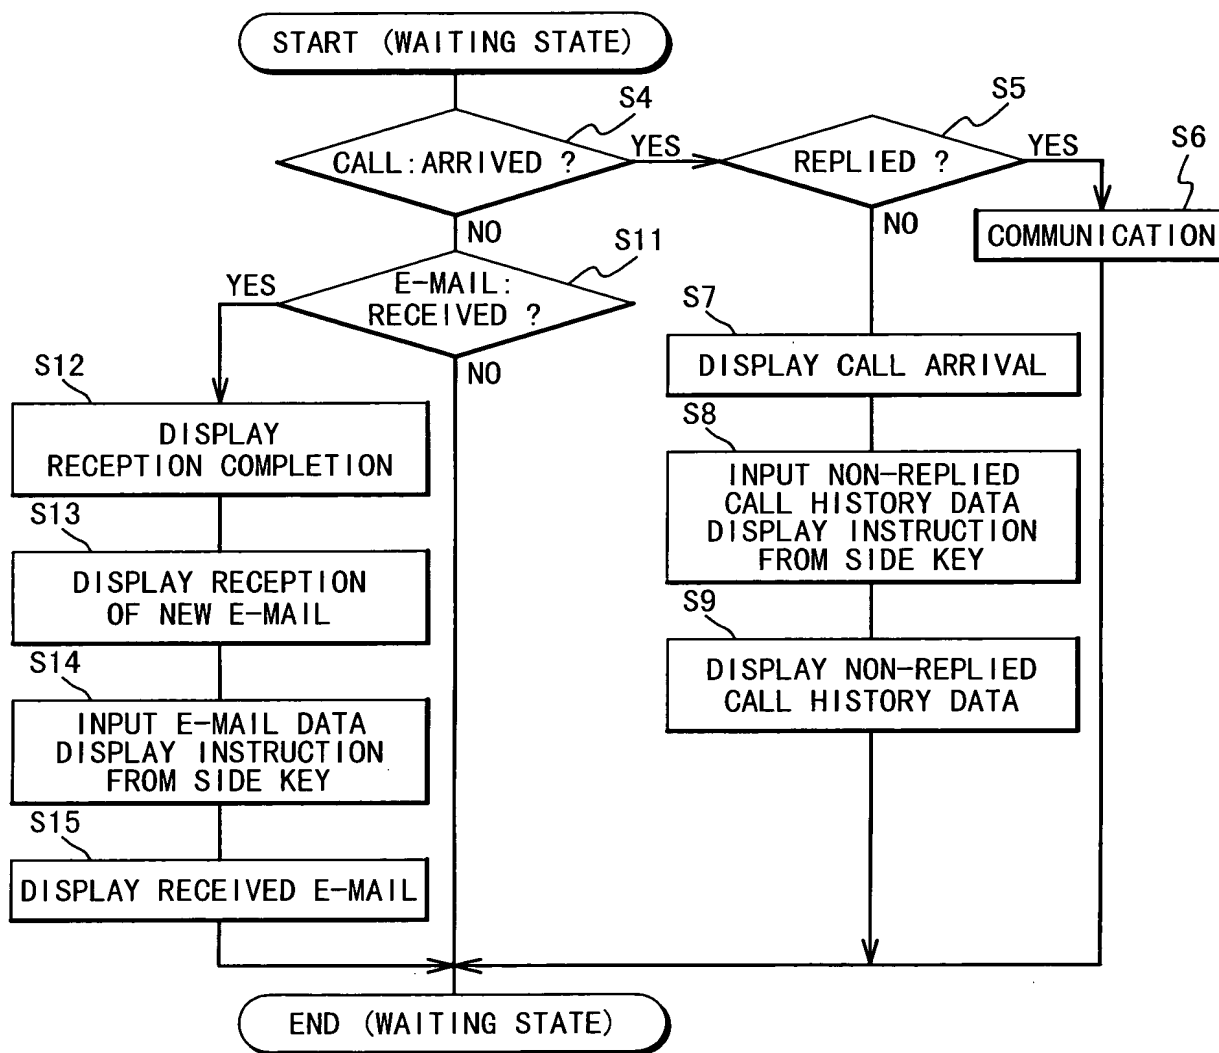 START (WAITING STATE)
S4
CALL:ARRIVED ?
YES
NO
S5
REPLIED ?
YES
NO
S6
COMMUNICATION
S11
E-MAIL:
RECEIVED ?
YES
NO
S7
DISPLAY CALL ARRIVAL
S8
INPUT NON-REPLIED
CALL HISTORY DATA
DISPLAY INSTRUCTION
FROM SIDE KEY
S9
DISPLAY NON-REPLIED
CALL HISTORY DATA
S12
DISPLAY
RECEPTION COMPLETION
S13
DISPLAY RECEPTION
OF NEW E-MAIL
S14
INPUT E-MAIL DATA
DISPLAY INSTRUCTION
FROM SIDE KEY
S15
DISPLAY RECEIVED E-MAIL
END (WAITING STATE)